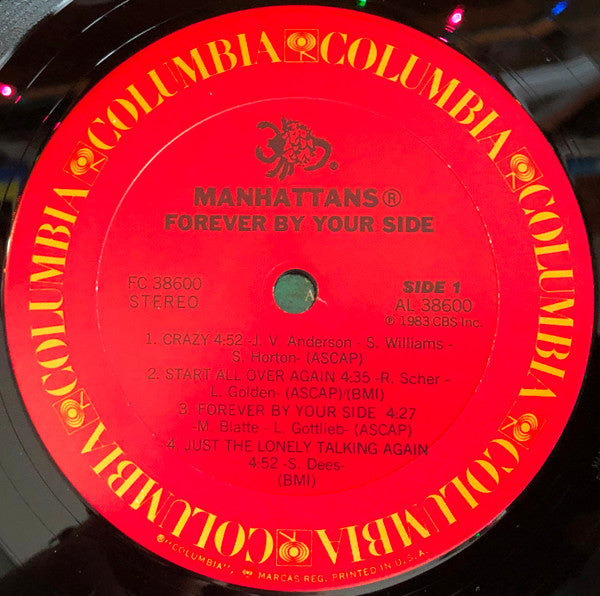 COLUMBIA COLUMBIA COLUMBIA COLUMBIA COLUMBIA COLUMBIA
®
MANHATTANS®
FOREVER BY YOUR SIDE
FC 38600
STEREO
SIDE 1
AL 38600
℗ 1983 CBS Inc.
1. CRAZY 4:52 -J. V. Anderson - S. Williams -
S. Horton- (ASCAP)
2. START ALL OVER AGAIN 4:35 -R. Scher -
L. Golden- (ASCAP)/(BMI)
3. FOREVER BY YOUR SIDE 4:27
-M. Blatte - L. Gottlieb- (ASCAP)
4. JUST THE LONELY TALKING AGAIN
4:52 -S. Dees-
(BMI)
®"COLUMBIA", MARCAS REG. PRINTED IN U.S.A.